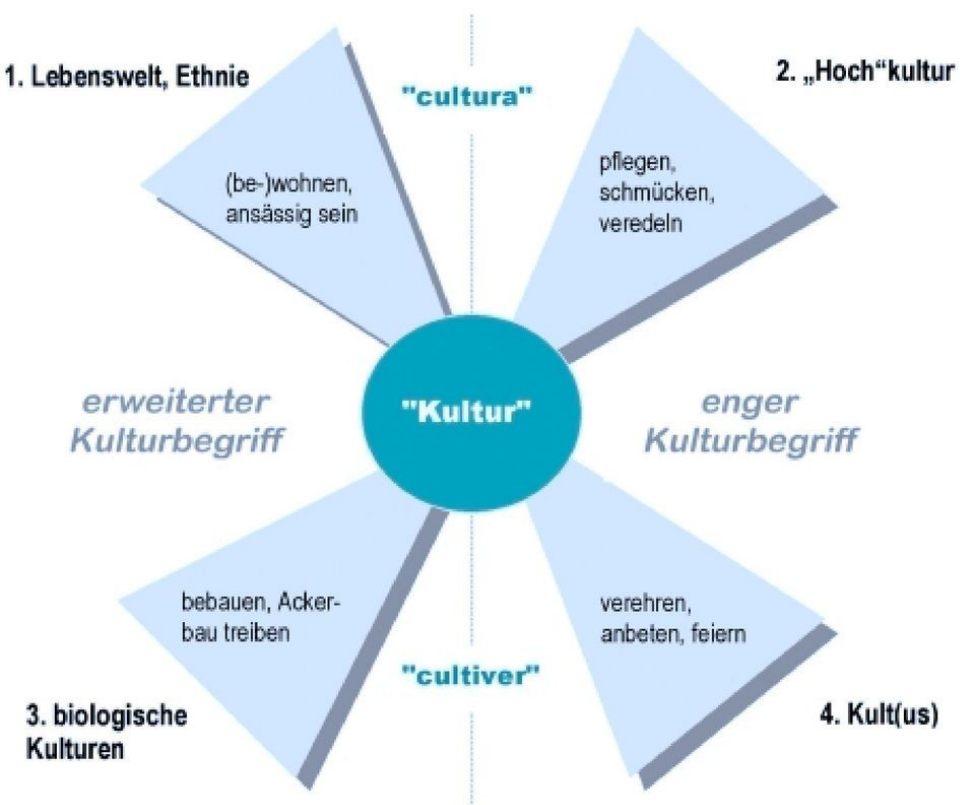 1. Lebenswelt, Ethnie
"cultura"
2. „Hoch“kultur
(be-)wohnen,
ansässig sein
pflegen,
schmücken,
veredeln
erweiterter
Kulturbegriff
"Kultur"
enger
Kulturbegriff
bebauen, Acker-
bau treiben
verehren,
anbeten, feiern
"cultiver"
3. biologische
Kulturen
4. Kult(us)